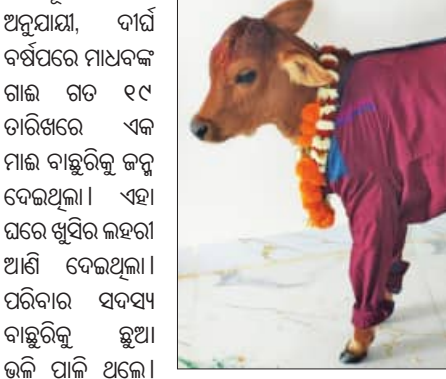 ଅନୁଯାୟୀ, ଦୀର୍ଘ
ବର୍ଷପରେ ମାଧବଙ୍କ
ଗାଈ ଗତ ୧୯
ତାରିଖରେ ଏକ
ମାଈ ବାଛୁରିକୁ ଜନ୍ମ
ଦେଇଥିଲା। ଏହା
ଘରେ ଖୁସିର ଲହରୀ
ଆଣି ଦେଇଥିଲା।
ପରିବାର ସଦସ୍ୟ
ବାଛୁରିକୁ ଛୁଆ
ଭଳି ପାଳି ଥିଲେ।